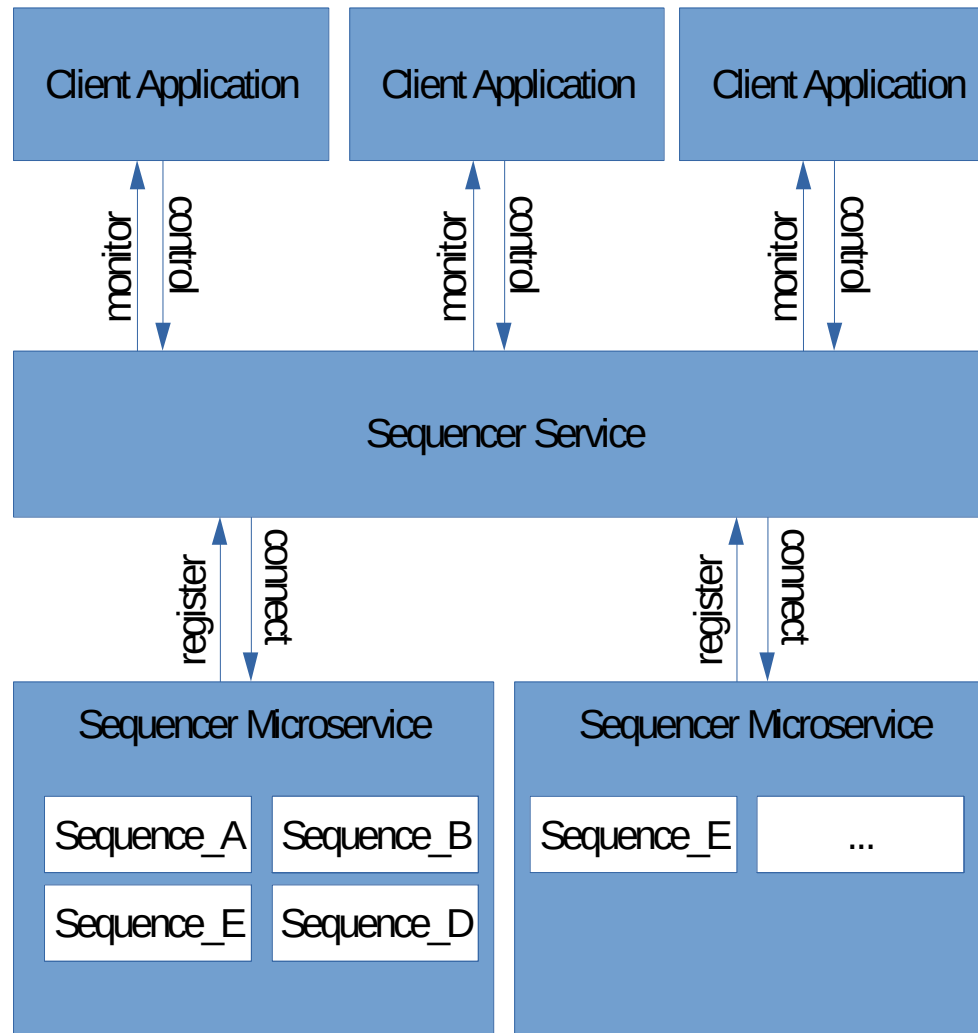 Client Application
Client Application
Client Application
monitor
control
monitor
control
monitor
control
Sequencer Service
register
connect
register
connect
Sequencer Microservice
Sequencer Microservice
Sequence_A
Sequence_B
Sequence_E
...
Sequence_E
Sequence_D